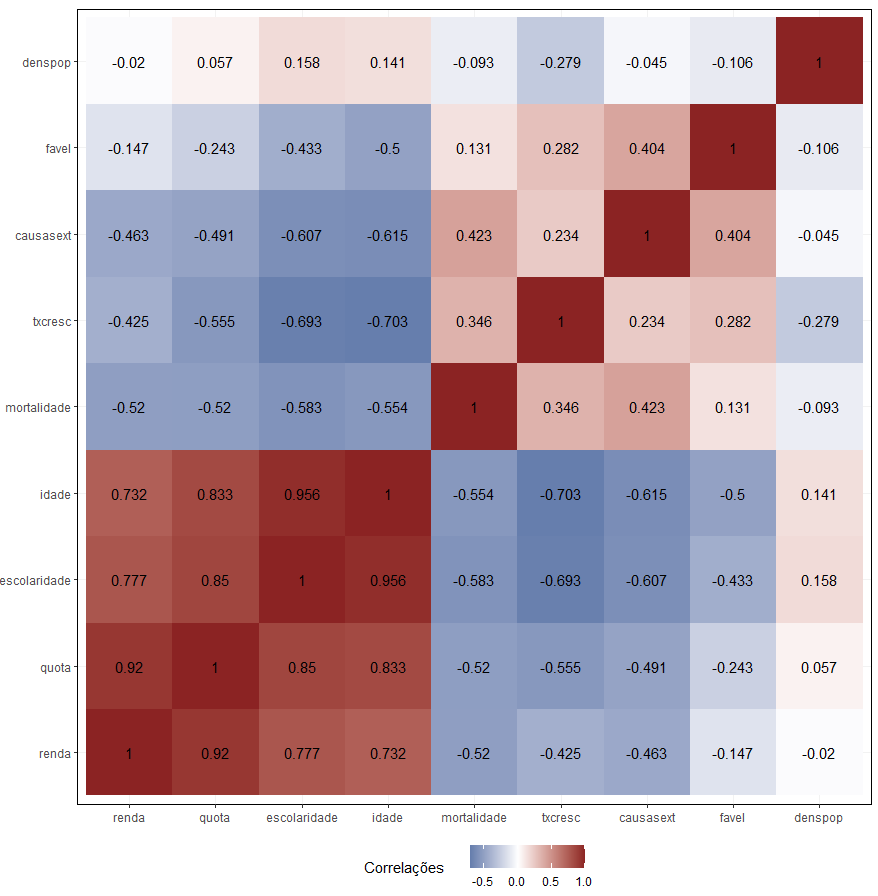 denspop -0.02 0.057 0.158 0.141 -0.093 -0.279 -0.045 -0.106 1
favel -0.147 -0.243 -0.433 -0.5 0.131 0.282 0.404 1 -0.106
causasext -0.463 -0.491 -0.607 -0.615 0.423 0.234 1 0.404 -0.045
txcresc -0.425 -0.555 -0.693 -0.703 0.346 1 0.234 0.282 -0.279
mortalidade -0.52 -0.52 -0.583 -0.554 1 0.346 0.423 0.131 -0.093
idade 0.732 0.833 0.956 1 -0.554 -0.703 -0.615 -0.5 0.141
escolaridade 0.777 0.85 1 0.956 -0.583 -0.693 -0.607 -0.433 0.158
quota 0.92 1 0.85 0.833 -0.52 -0.555 -0.491 -0.243 0.057
renda 1 0.92 0.777 0.732 -0.52 -0.425 -0.463 -0.147 -0.02
renda quota escolaridade idade mortalidade txcresc causasext favel denspop
Correlações
-0.5 0.0 0.5 1.0